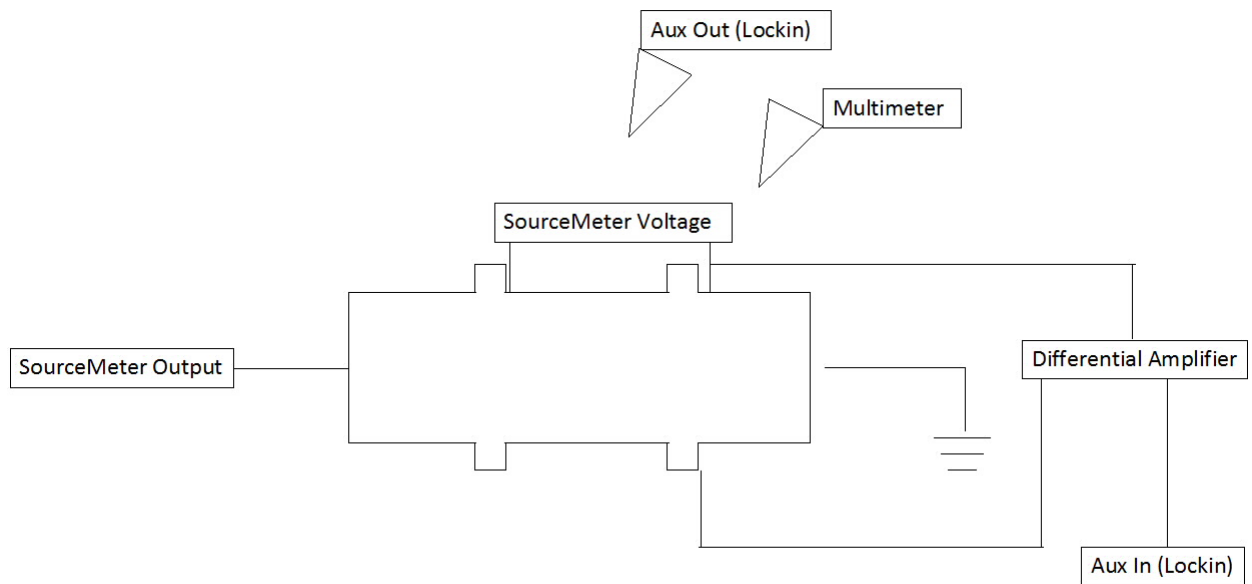 Aux Out (Lockin)
Multimeter
SourceMeter Voltage
SourceMeter Output
Differential Amplifier
Aux In (Lockin)